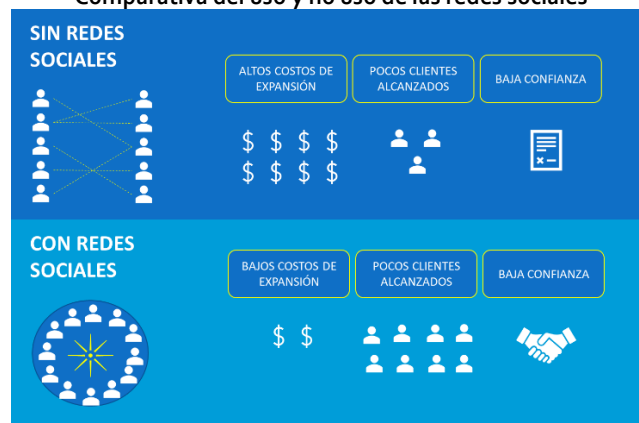 Comparativa del uso y no uso de las redes sociales
SIN REDES
SOCIALES
ALTOS COSTOS DE
EXPANSIÓN
POCOS CLIENTES
ALCANZADOS
BAJA CONFIANZA
$ $ $ $
$ $ $ $
CON REDES
SOCIALES
BAJOS COSTOS DE
EXPANSIÓN
POCOS CLIENTES
ALCANZADOS
BAJA CONFIANZA
$ $